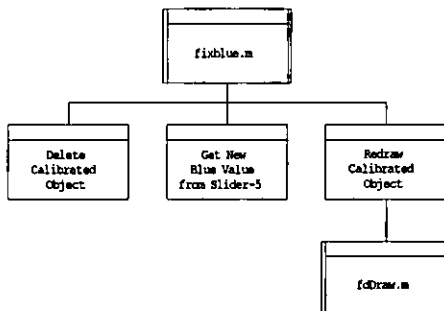 fixblue.m
Delete
Calibrated
Object
Get New
Blue Value
from Slider-5
Redraw
Calibrated
Object
fdDraw.m